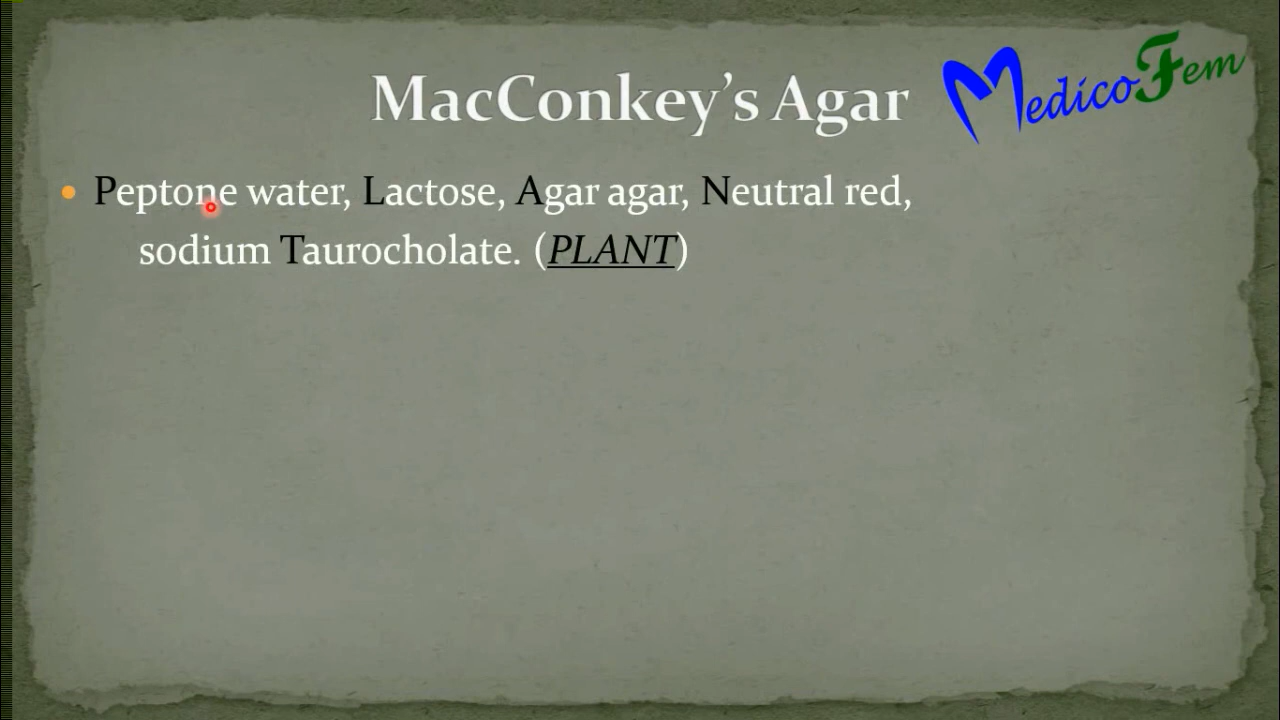 MacConkey’s Agar
MedicoFem
Peptone water, Lactose, Agar agar, Neutral red,
sodium Taurocholate. (PLANT)